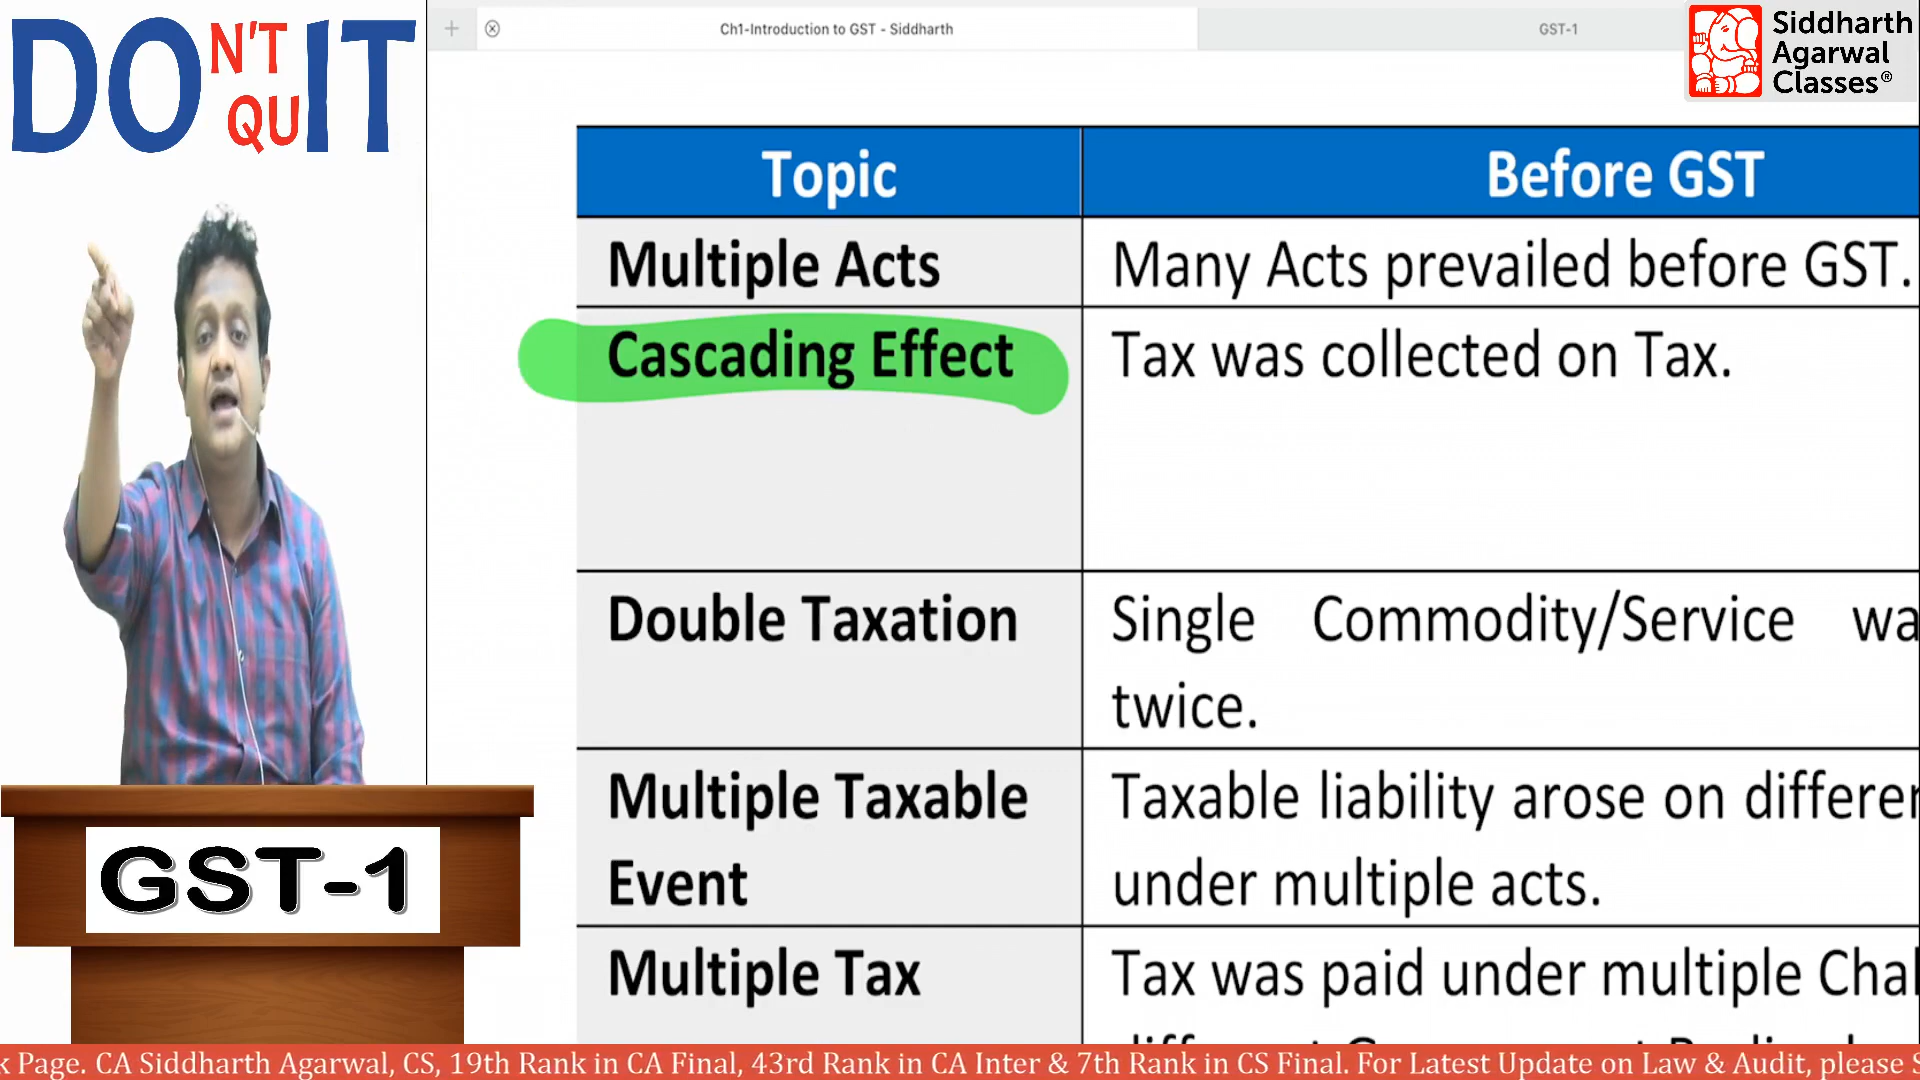 DON'T QUIT
Ch1-Introduction to GST - Siddharth
GST-1
Siddharth
Agarwal
Classes®
Topic
Before GST
Multiple Acts
Many Acts prevailed before GST.
Cascading Effect
Tax was collected on Tax.
Double Taxation
Single Commodity/Service
twice.
Multiple Taxable
Event
Taxable liability arose on
under multiple acts.
Multiple Tax
Tax was paid under multiple
GST-1
Page. CA Siddharth Agarwal, CS, 19th Rank in CA Final, 43rd Rank in CA Inter & 7th Rank in CS Final. For Latest Update on Law & Audit, please